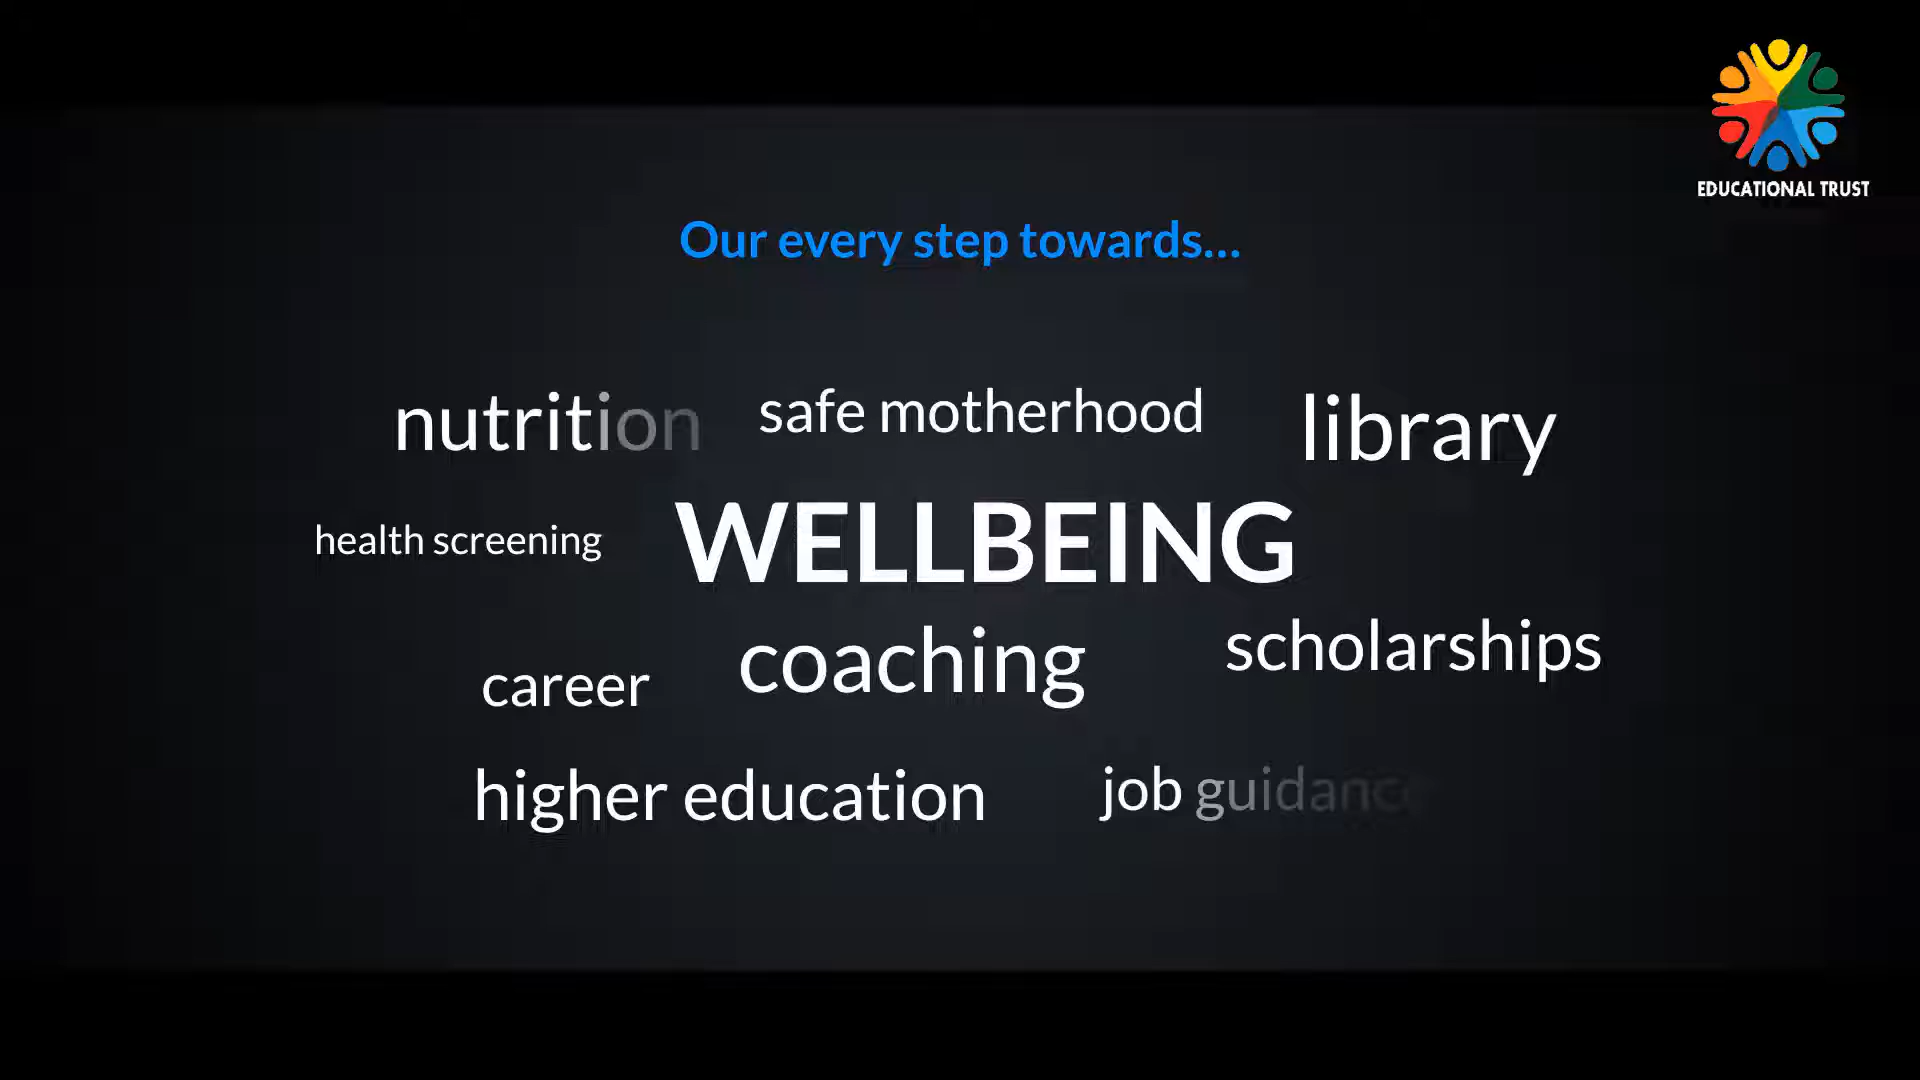 EDUCATIONAL TRUST
Our every step towards...
nutrition safe motherhood library
health screening WELLBEING
career coaching scholarships
higher education job guidance